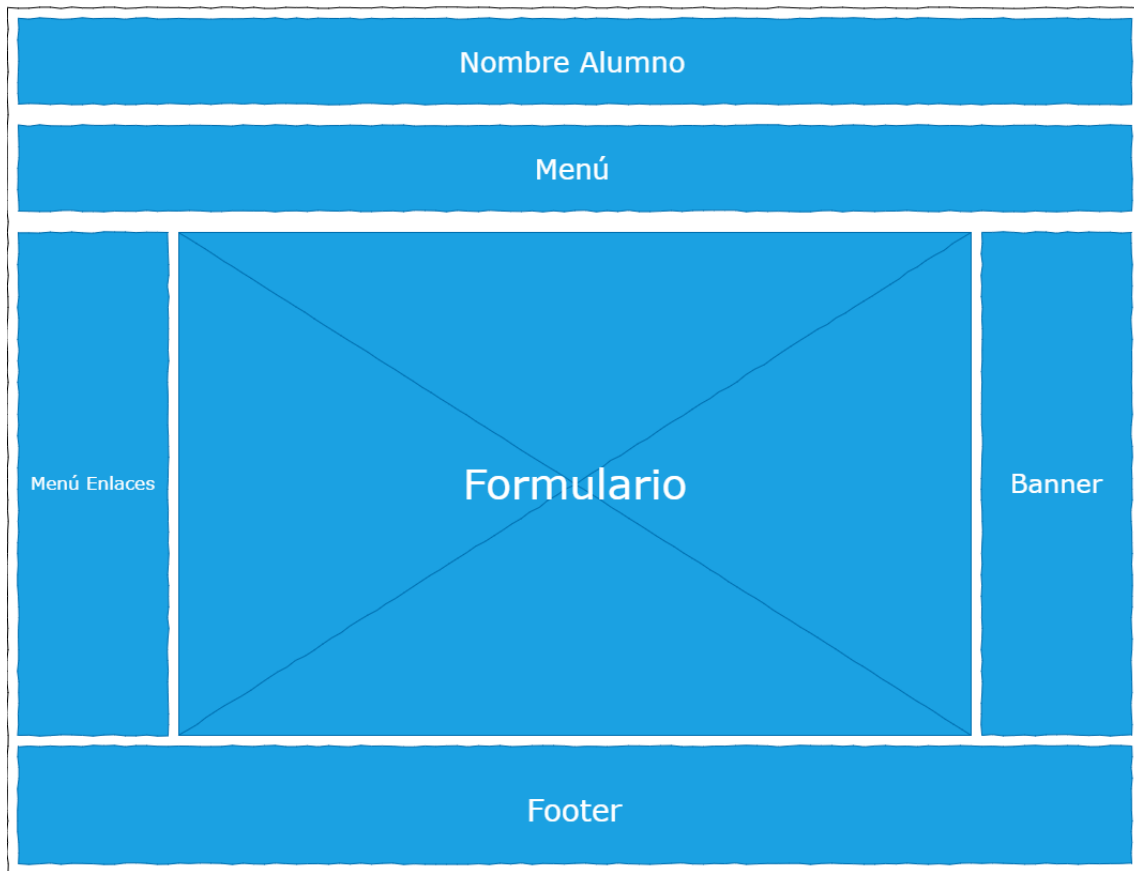 Nombre Alumno
Menú
Menú Enlaces
Formulario
Banner
Footer